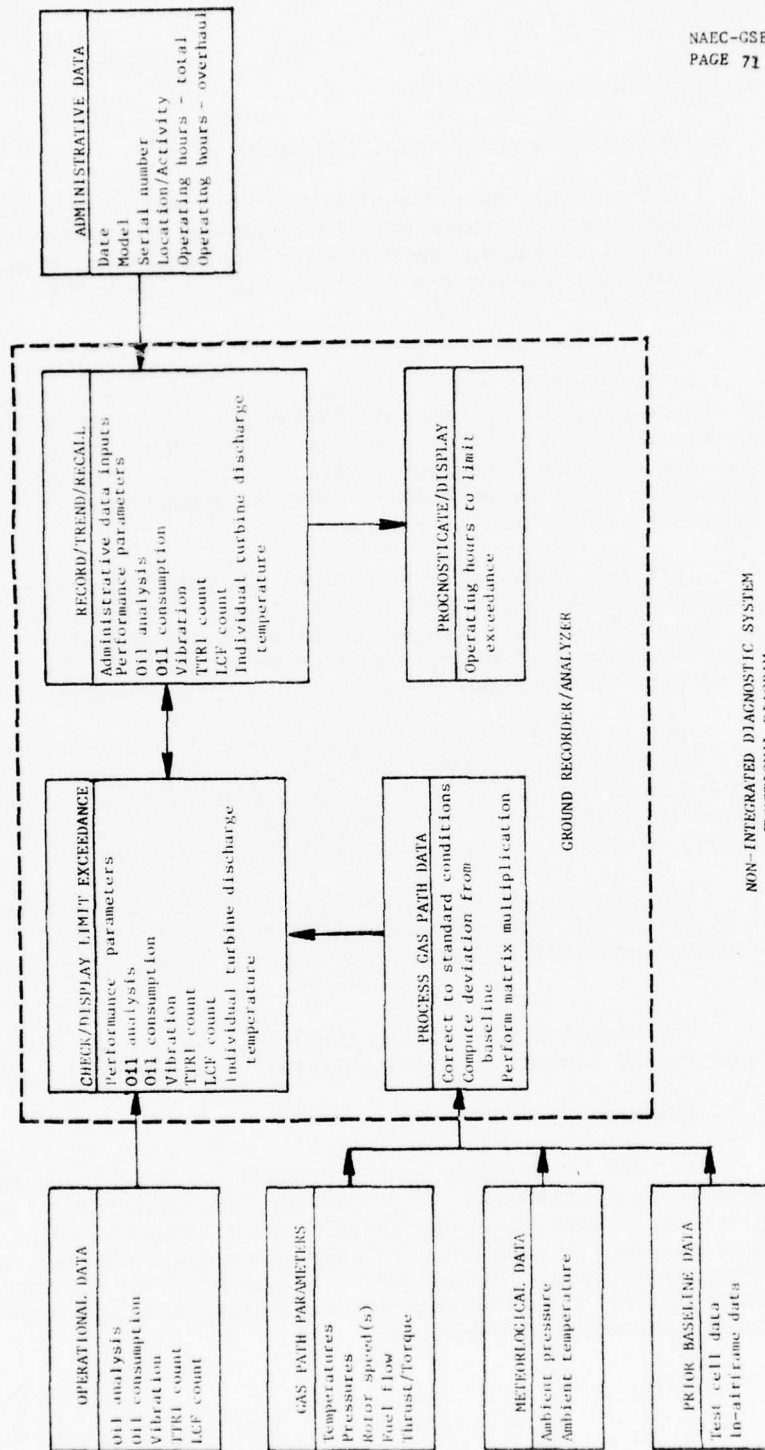 NAEC-GSE
PAGE 71
OPERATIONAL DATA
Oil analysis
Oil consumption
Vibration
TTRI count
LCF count
GAS PATH PARAMETERS
Temperatures
Pressures
Rotor speed(s)
Fuel flow
Thrust/Torque
METEORLOGICAL DATA
Ambient pressure
Ambient temperature
PRIOR BASELINE DATA
Test cell data
In-airframe data
CHECK/DISPLAY LIMIT EXCEEDANCE
Performance parameters
Oil analysis
Oil consumption
Vibration
TTRI count
LCF count
Individual turbine discharge
temperature
PROCESS GAS PATH DATA
Correct to standard conditions
Compute deviation from
baseline
Perform matrix multiplication
RECORD/TREND/RECALL
Administrative data inputs
Performance parameters
Oil analysis
Oil consumption
Vibration
TTRI count
LCF count
Individual turbine discharge
temperature
PROGNOSTICATE/DISPLAY
Operating hours to limit
exceedance
ADMINISTRATIVE DATA
Date
Model
Serial number
Location/Activity
Operating hours - total
Operating hours - overhaul
GROUND RECORDER/ANALYZER
NON-INTEGRATED DIAGNOSTIC SYSTEM